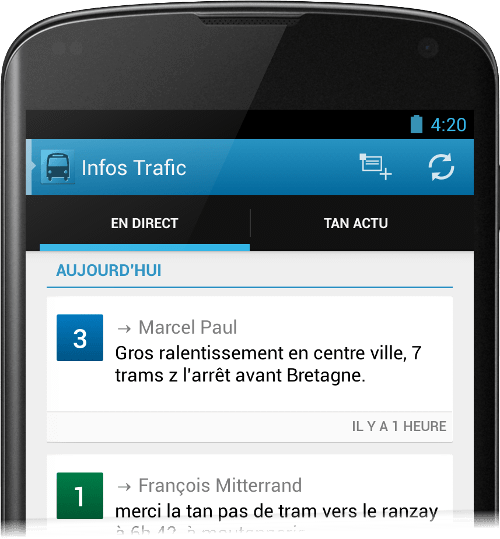 4:20
Infos Trafic
EN DIRECT
TAN ACTU
AUJOURD'HUI
3
→ Marcel Paul
Gros ralentissement en centre ville, 7
trams z l'arrêt avant Bretagne.
IL Y A 1 HEURE
1
→ François Mitterrand
merci la tan pas de tram vers le ranzay
à 6h 42, à